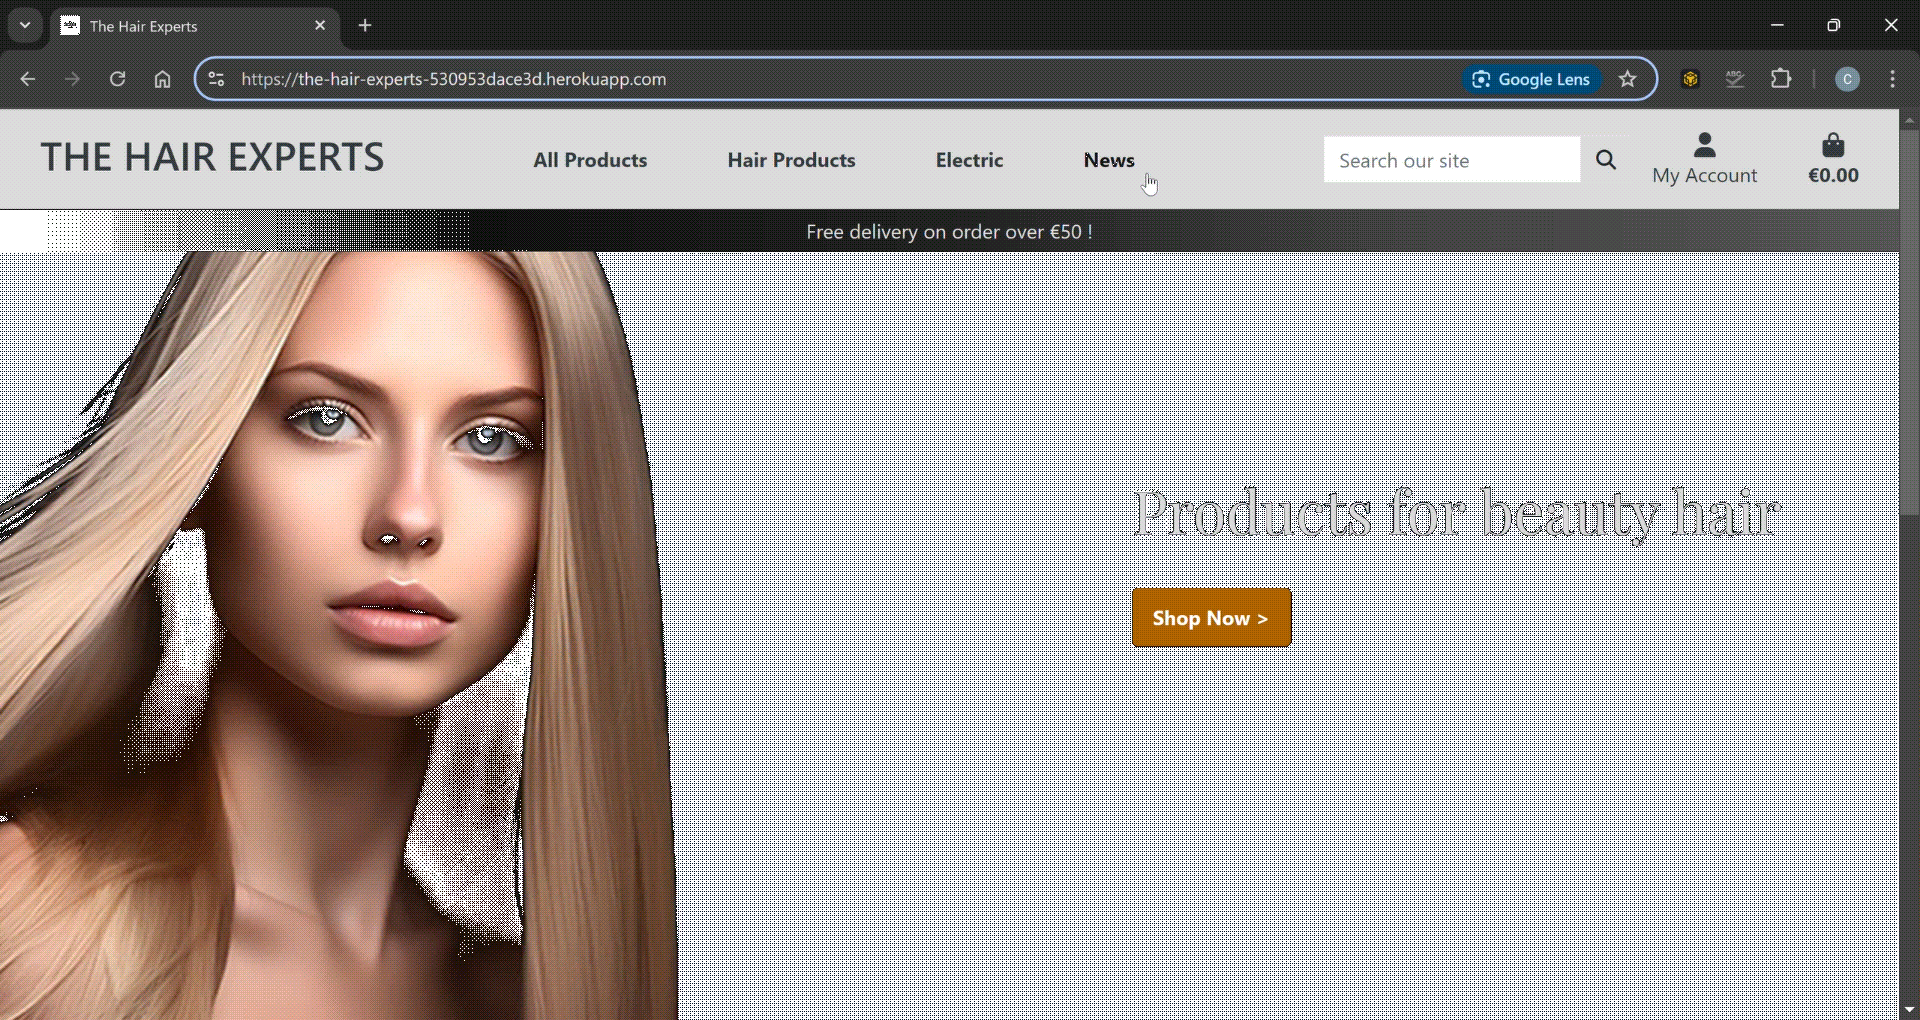 The Hair Experts
https://the-hair-experts-530953dace3d.herokuapp.com
Google Lens
ABC
C
THE HAIR EXPERTS
All Products
Hair Products
Electric
News
Search our site
My Account
€0.00
Free delivery on order over €50 !
Products for beauty hair
Shop Now >